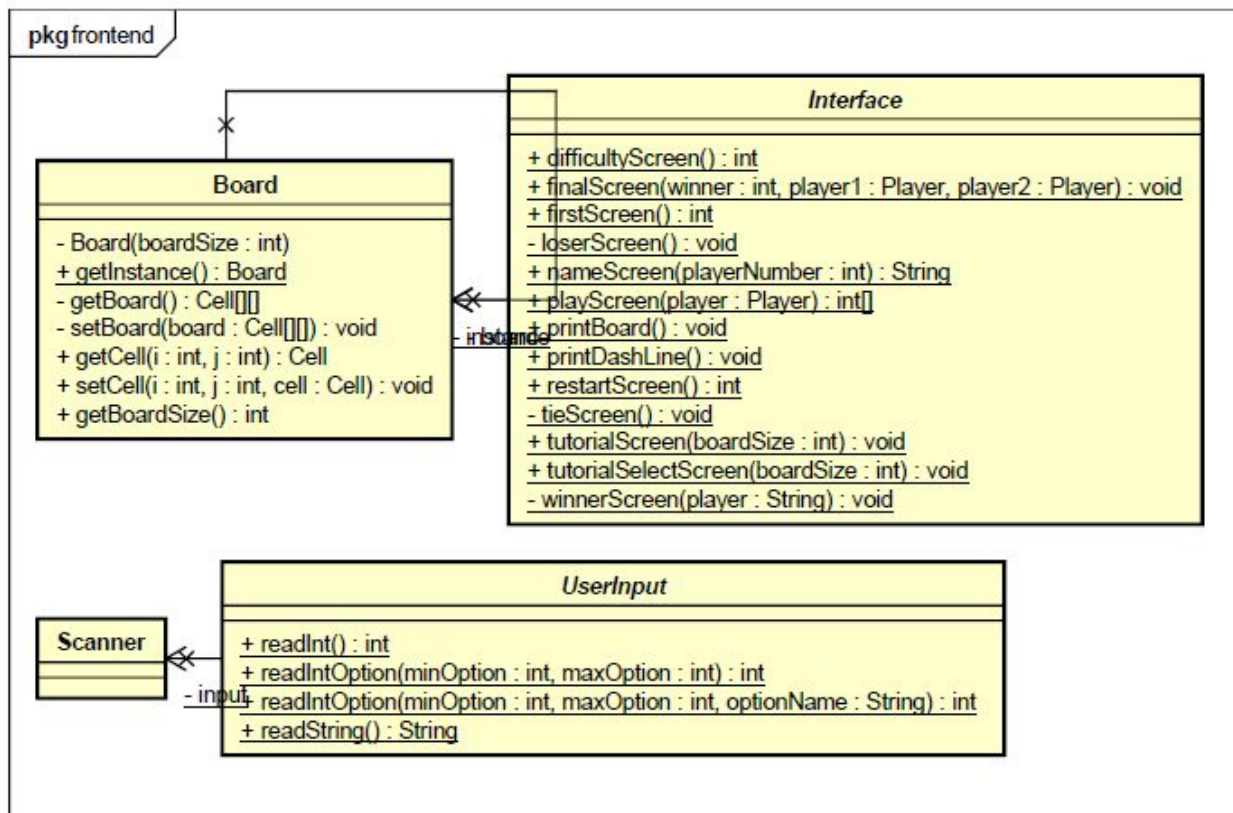 pkg frontend
Board
- Board(boardSize : int)
+ getInstance() : Board
- getBoard() : Cell[][]
- setBoard(board : Cell[][]) : void
+ getCell(i : int, j : int) : Cell
+ setCell(i : int, j : int, cell : Cell) : void
+ getBoardSize() : int
Interface
+ difficultyScreen() : int
+ finalScreen(winner : int, player1 : Player, player2 : Player) : void
+ firstScreen() : int
- loserScreen() : void
+ nameScreen(playerNumber : int) : String
+ playScreen(player : Player) : int[]
+ printBoard() : void
+ printDashLine() : void
+ restartScreen() : int
- tieScreen() : void
+ tutorialScreen(boardSize : int) : void
+ tutorialSelectScreen(boardSize : int) : void
- winnerScreen(player : String) : void
Scanner
- input
UserInput
+ readInt() : int
+ readIntOption(minOption : int, maxOption : int) : int
+ readIntOption(minOption : int, maxOption : int, optionName : String) : int
+ readString() : String